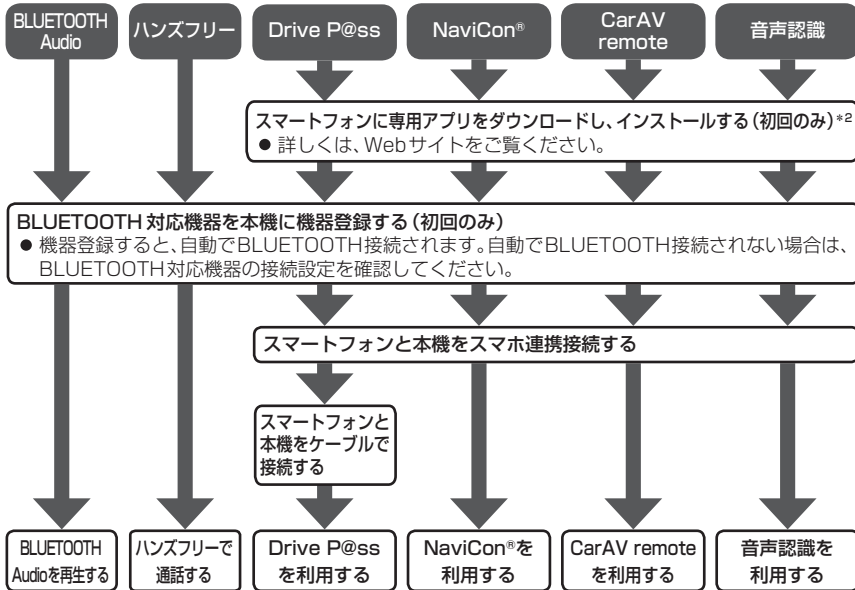 BLUETOOTH
Audio
ハンズフリー
Drive P@ss
NaviCon®
CarAV
remote
音声認識
スマートフォンに専用アプリをダウンロードし、インストールする(初回のみ)*2
● 詳しくは、Webサイトをご覧ください。
BLUETOOTH 対応機器を本機に機器登録する(初回のみ)
● 機器登録すると、自動でBLUETOOTH接続されます。自動でBLUETOOTH接続されない場合は、
BLUETOOTH対応機器の接続設定を確認してください。
スマートフォンと本機をスマホ連携接続する
スマートフォンと
本機をケーブルで
接続する
BLUETOOTH
Audioを再生する
ハンズフリーで
通話する
Drive P@ss
を利用する
NaviCon®を
利用する
CarAV remote
を利用する
音声認識を
利用する